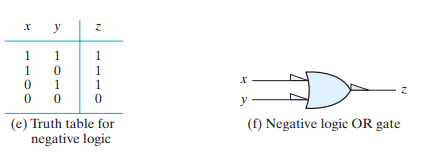 x y z
1 1 1
1 0 1
0 1 1
0 0 0
(e) Truth table for
negative logic
x
y
z
(f) Negative logic OR gate